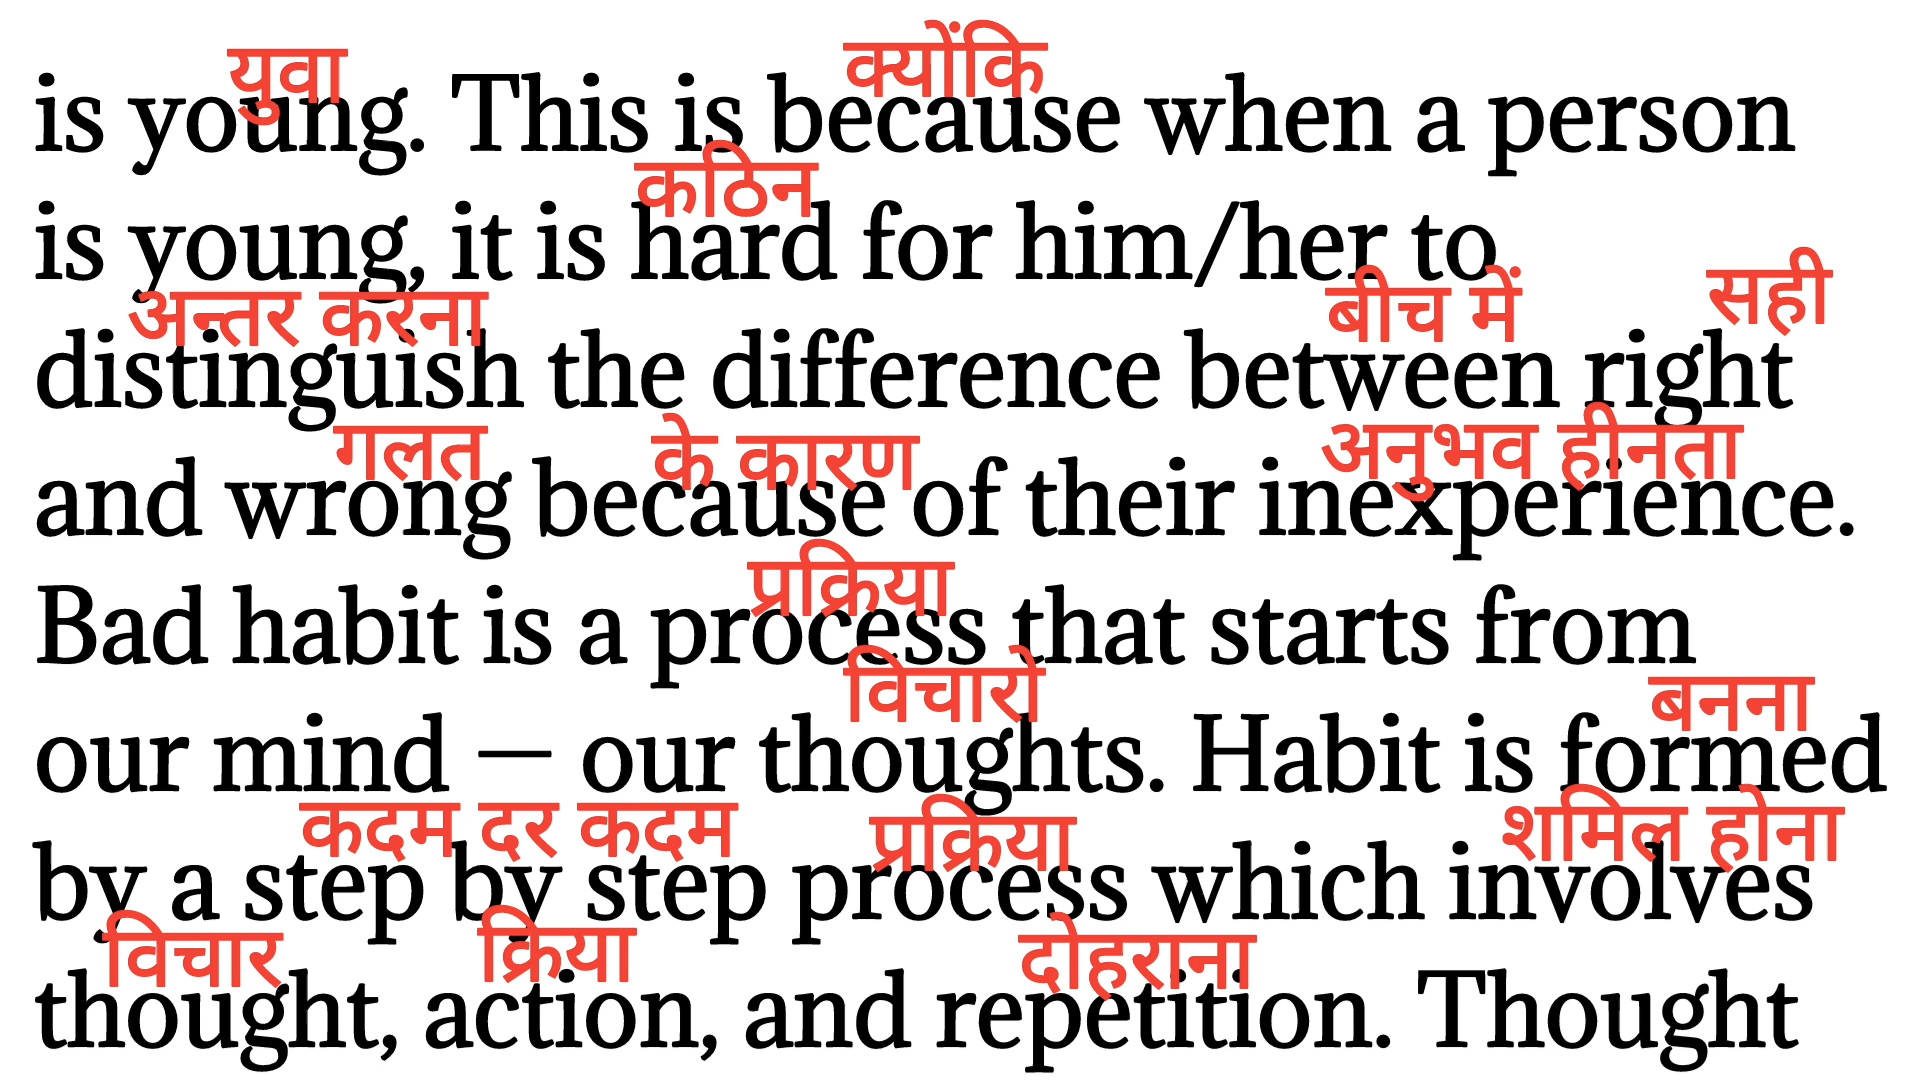 युवा क्योंकि
is young. This is because when a person
कठिन
is young, it is hard for him/her to
अन्तर करना बीच में सही
distinguish the difference between right
गलत के कारण अनुभव हीनता
and wrong because of their inexperience.
प्रक्रिया
Bad habit is a process that starts from
विचारो बनना
our mind — our thoughts. Habit is formed
कदम दर कदम प्रक्रिया शमिल होना
by a step by step process which involves
विचार क्रिया दोहराना
thought, action, and repetition. Thought